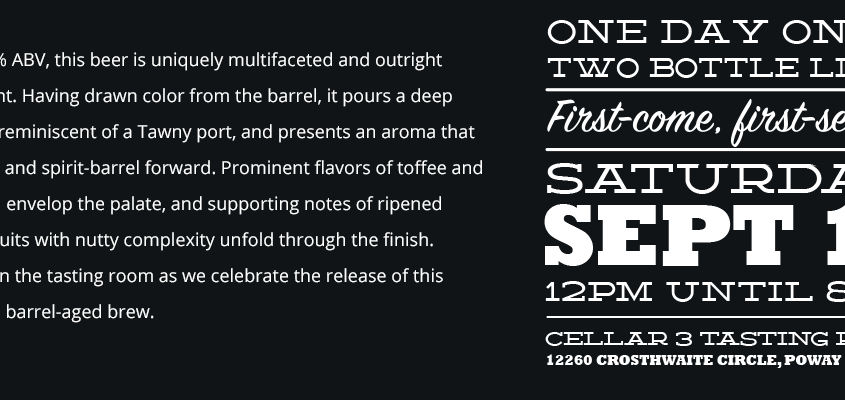 % ABV, this beer is uniquely multifaceted and outright
nt. Having drawn color from the barrel, it pours a deep
reminiscent of a Tawny port, and presents an aroma that
and spirit-barrel forward. Prominent flavors of toffee and
envelop the palate, and supporting notes of ripened
uits with nutty complexity unfold through the finish.
n the tasting room as we celebrate the release of this
barrel-aged brew.
ONE DAY ON
TWO BOTTLE LI
First-come, first-se
SATURDA
SEPT 1
12PM UNTIL 8
CELLAR 3 TASTING R
12260 CROSTHWAITE CIRCLE, POWAY